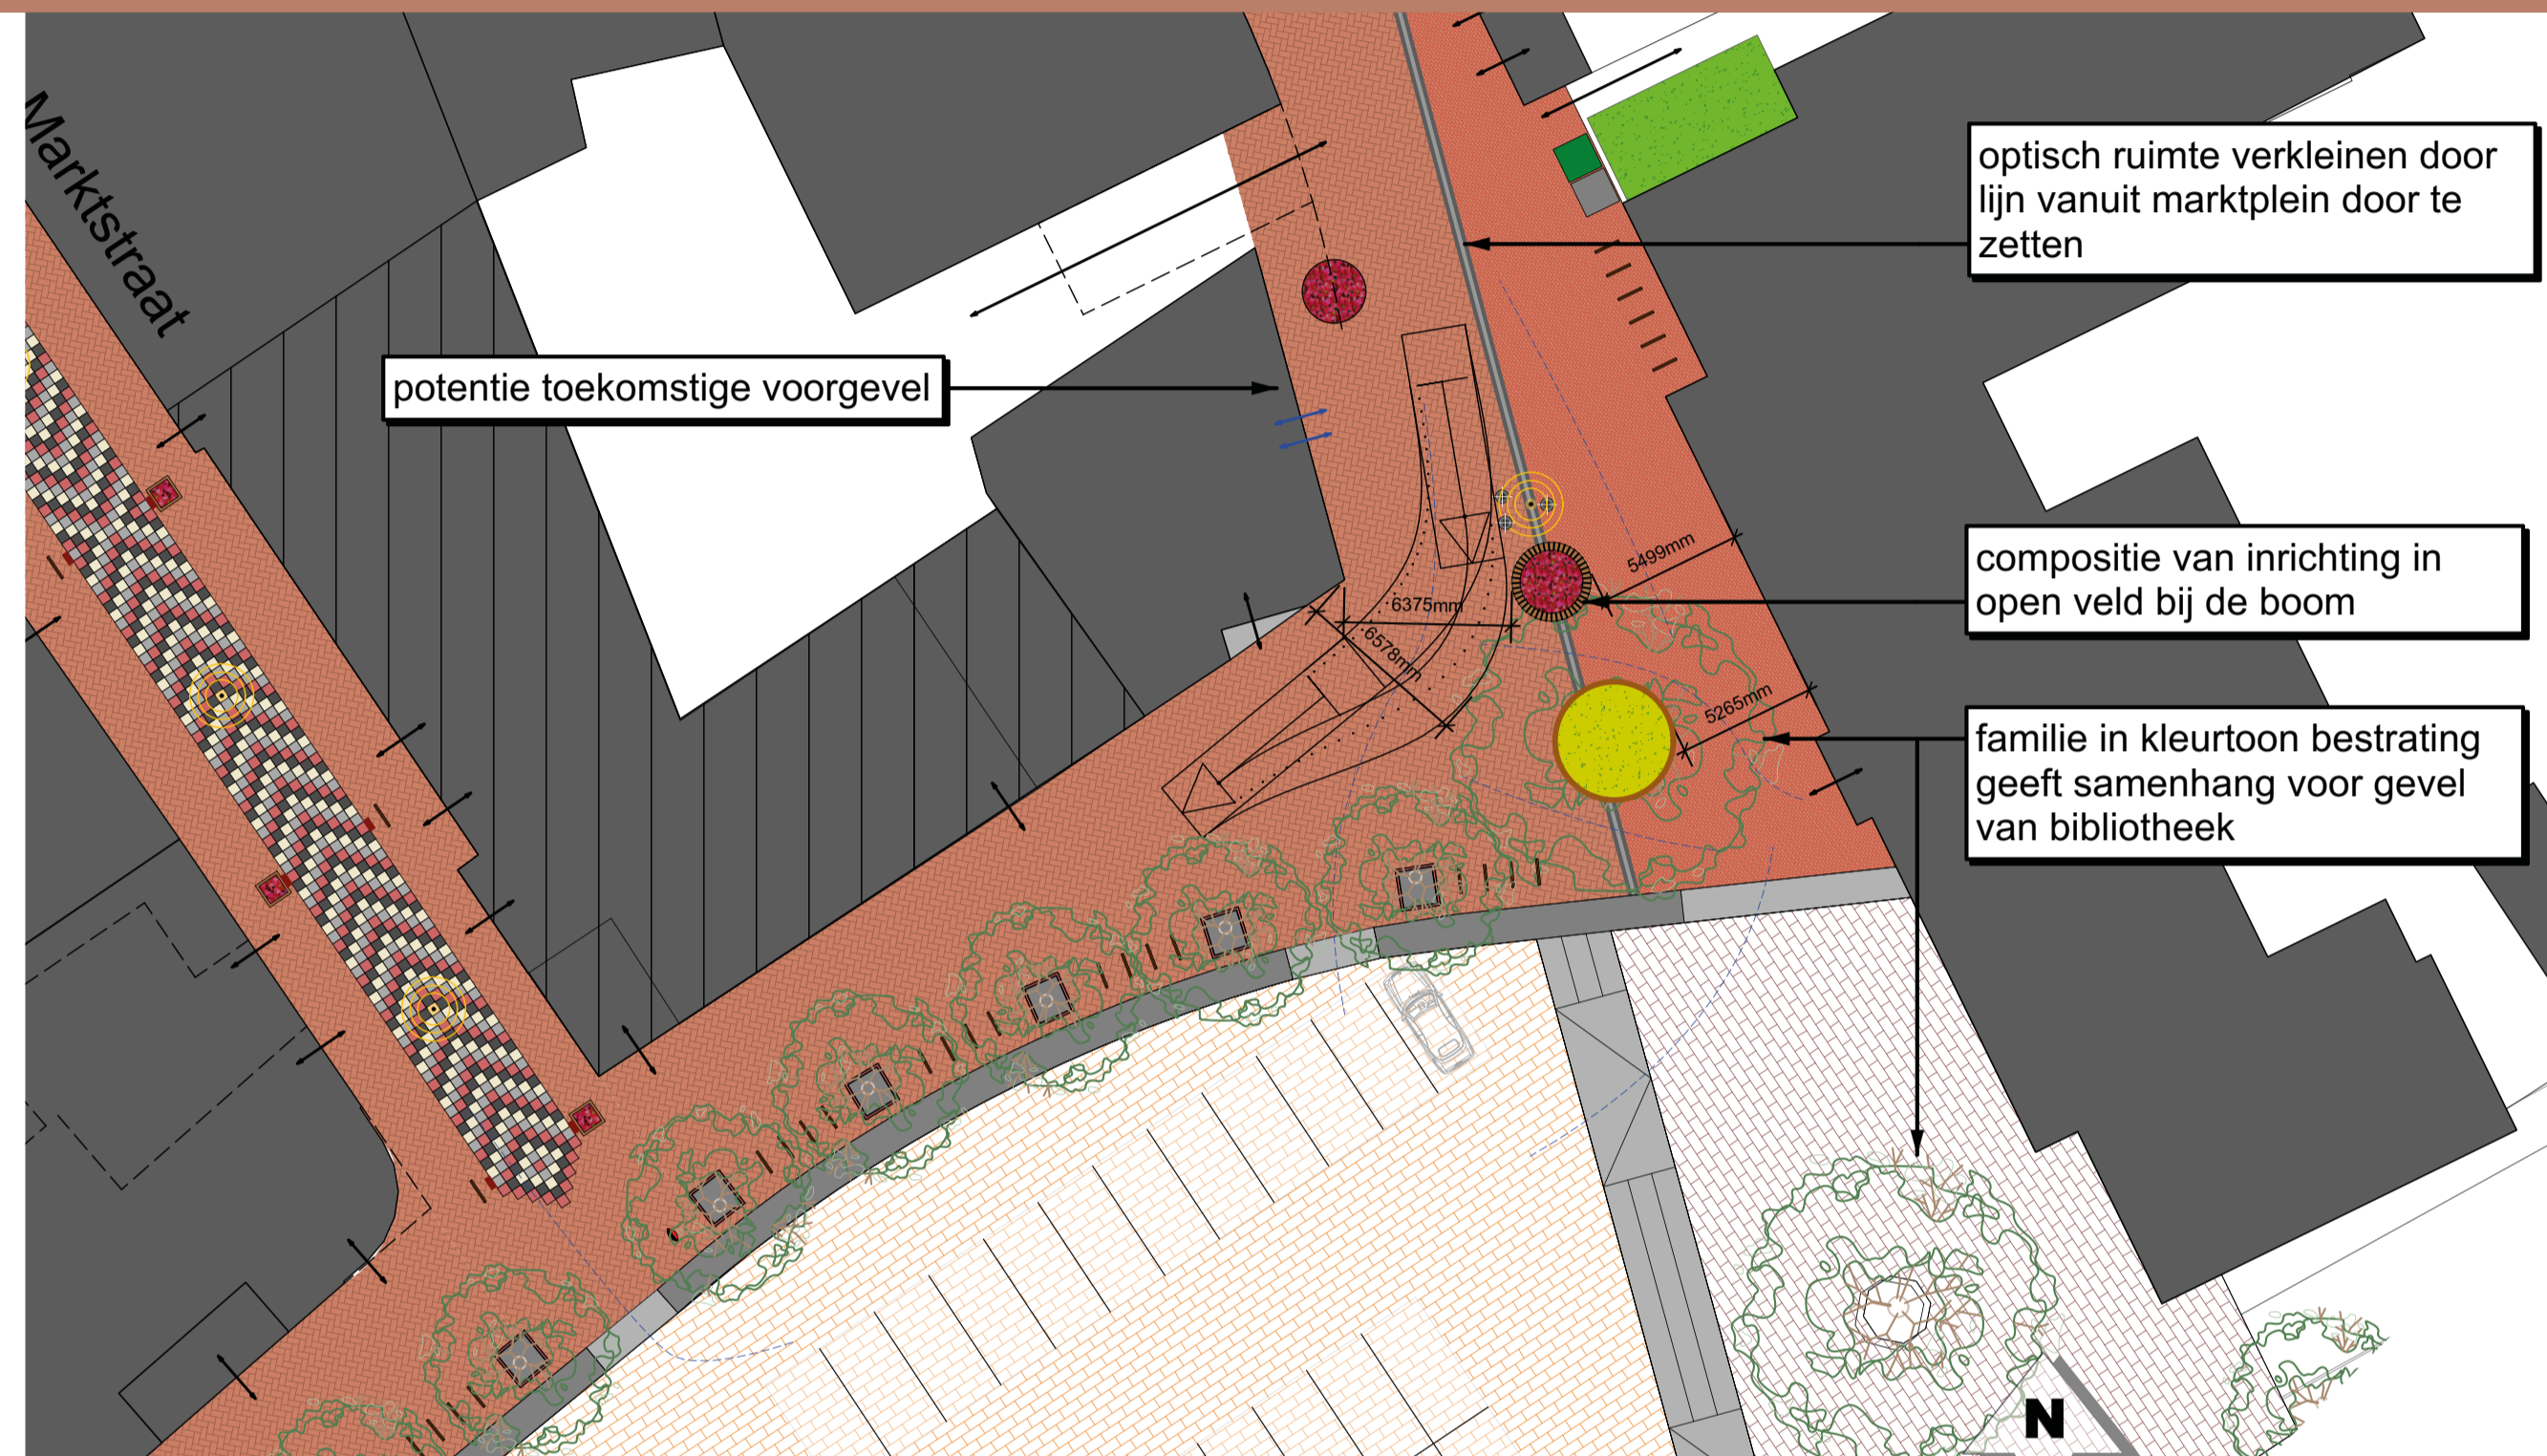 Marktstraat
optisch ruimte verkleinen door
lijn vanuit marktplein door te
zetten
potentie toekomstige voorgevel
compositie van inrichting in
open veld bij de boom
5499mm
6375mm
6578mm
5265mm
familie in kleurtoon bestrating
geeft samenhang voor gevel
van bibliotheek
N